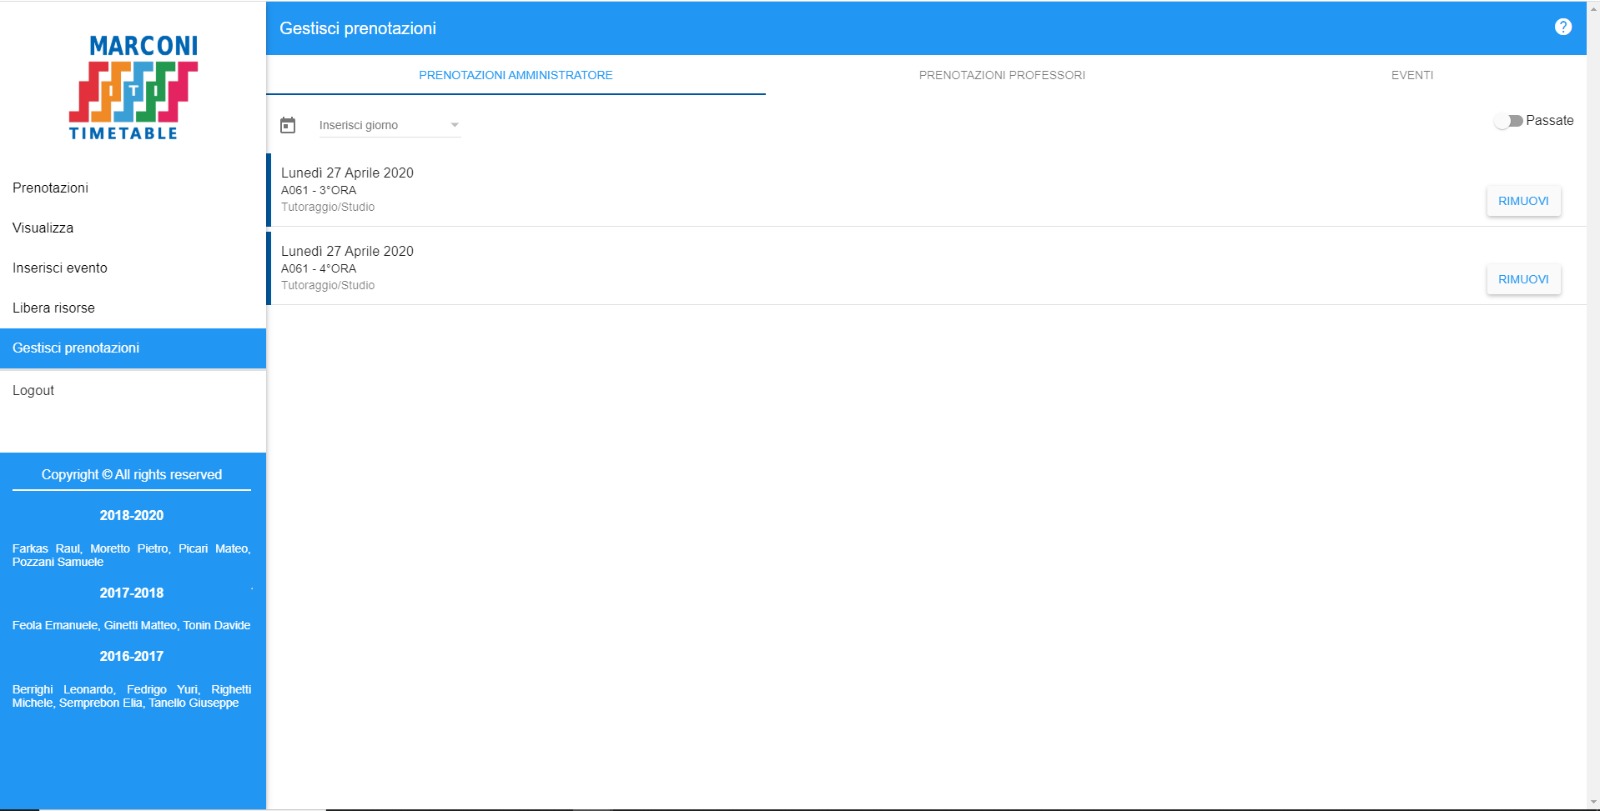 MARCONI
T
TIMETABLE
Prenotazioni
Visualizza
Inserisci evento
Libera risorse
Gestisci prenotazioni
Logout
Copyright © All rights reserved
2018-2020
Farkas Raul, Moretto Pietro, Picari Mateo,
Pozzani Samuele
2017-2018
Feola Emanuele, Ginetti Matteo, Tonin Davide
2016-2017
Berrighi Leonardo, Fedrigo Yuri, Righetti
Michele, Semprebon Elia, Tanello Giuseppe
Gestisci prenotazioni
?
PRENOTAZIONI AMMINISTRATORE
PRENOTAZIONI PROFESSORI
EVENTI
Inserisci giorno
Passate
Lunedì 27 Aprile 2020
A061 - 3°ORA
Tutoraggio/Studio
RIMUOVI
Lunedì 27 Aprile 2020
A061 - 4°ORA
Tutoraggio/Studio
RIMUOVI